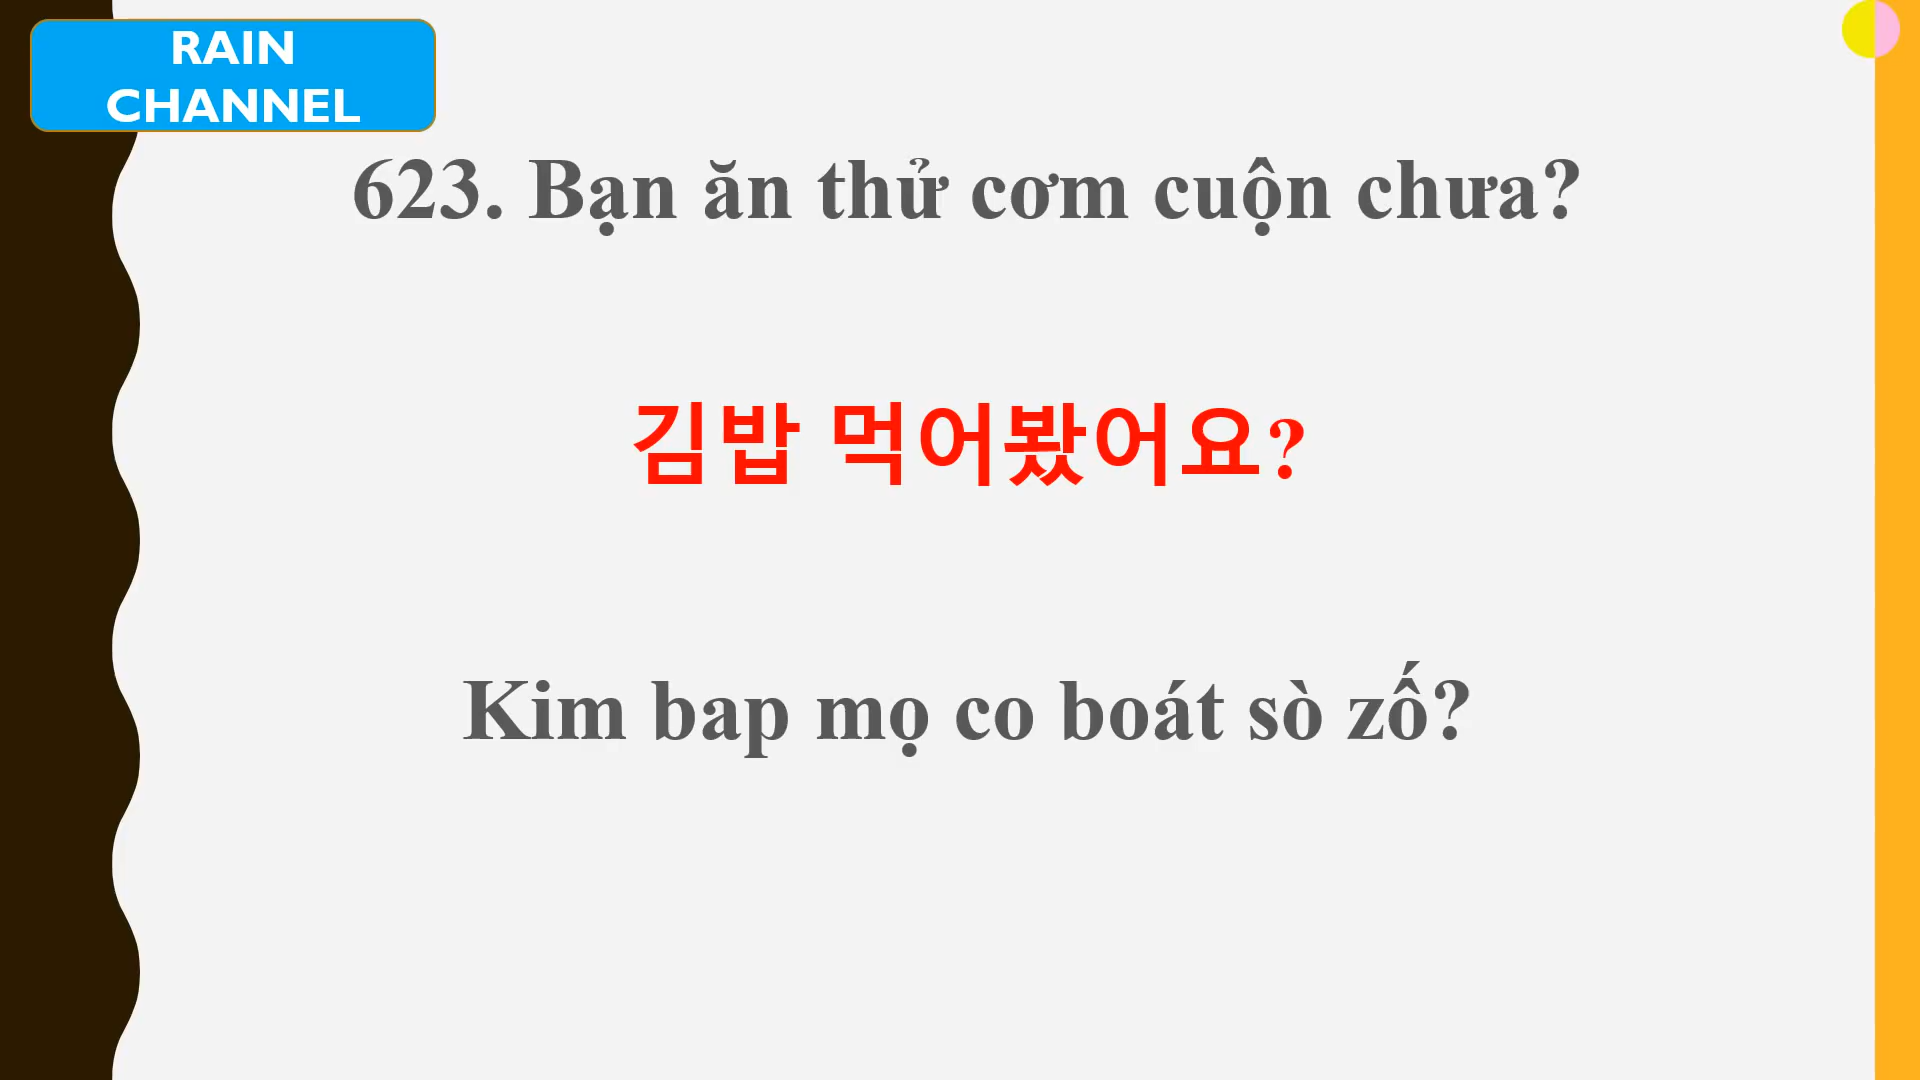 RAIN
CHANNEL
623. Bạn ăn thử cơm cuộn chưa?
김밥 먹어봤어요?
Kim bap mọ co boát sò zố?